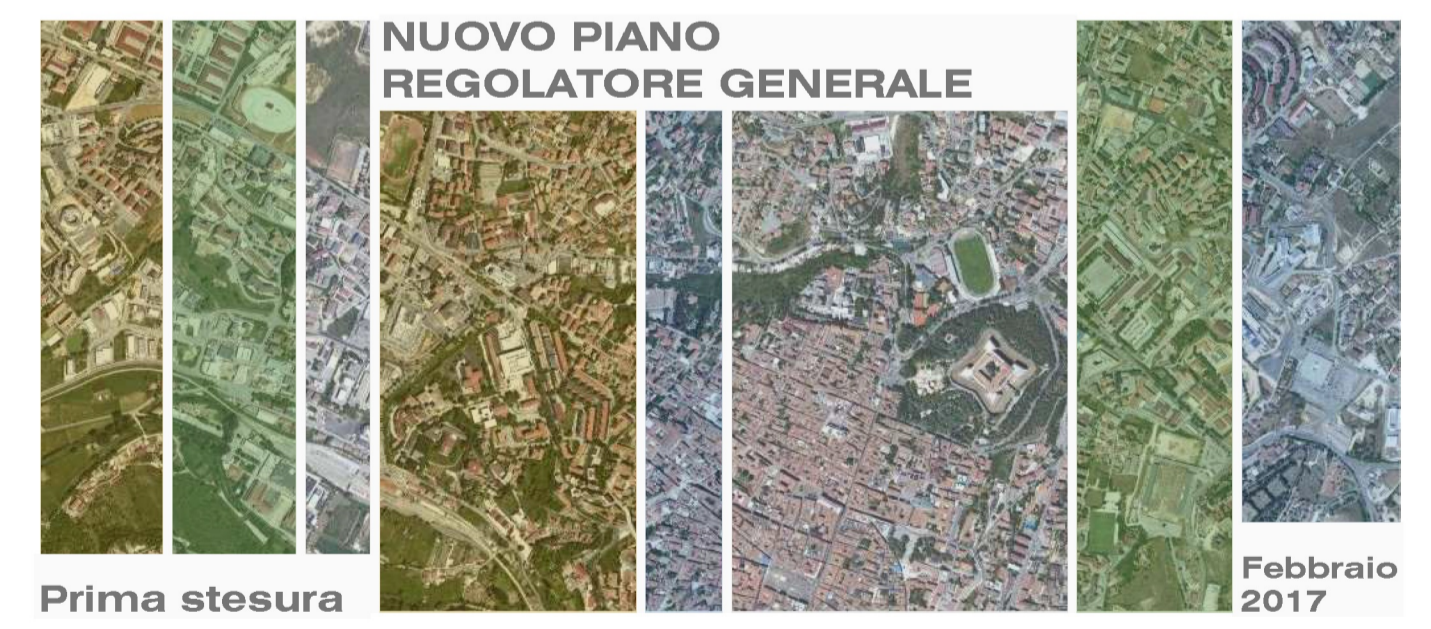 NUOVO PIANO
REGOLATORE GENERALE
Prima stesura
Febbraio
2017